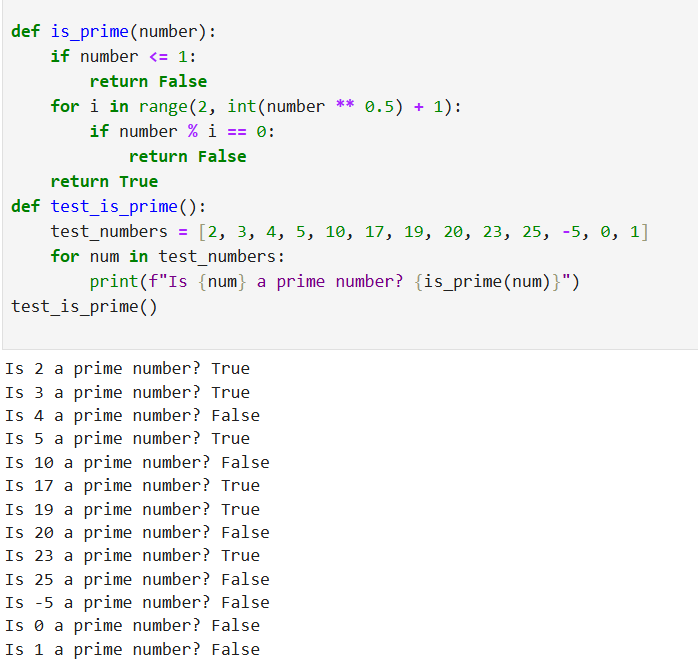 def is_prime(number):
    if number <= 1:
        return False
    for i in range(2, int(number ** 0.5) + 1):
        if number % i == 0:
            return False
    return True
def test_is_prime():
    test_numbers = [2, 3, 4, 5, 10, 17, 19, 20, 23, 25, -5, 0, 1]
    for num in test_numbers:
        print(f"Is {num} a prime number? {is_prime(num)}")
test_is_prime()
Is 2 a prime number? True
Is 3 a prime number? True
Is 4 a prime number? False
Is 5 a prime number? True
Is 10 a prime number? False
Is 17 a prime number? True
Is 19 a prime number? True
Is 20 a prime number? False
Is 23 a prime number? True
Is 25 a prime number? False
Is -5 a prime number? False
Is 0 a prime number? False
Is 1 a prime number? False